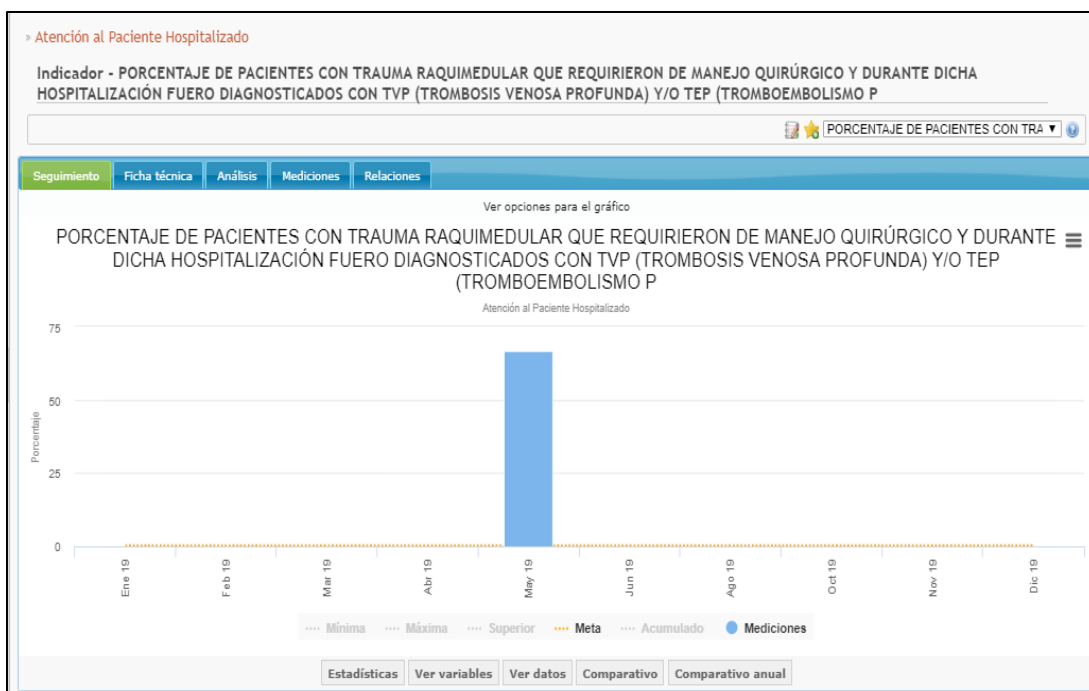 » Atención al Paciente Hospitalizado
Indicador - PORCENTAJE DE PACIENTES CON TRAUMA RAQUIMEDULAR QUE REQUIRIERON DE MANEJO QUIRÚRGICO Y DURANTE DICHA
HOSPITALIZACIÓN FUERO DIAGNOSTICADOS CON TVP (TROMBOSIS VENOSA PROFUNDA) Y/O TEP (TROMBOEMBOLISMO P
PORCENTAJE DE PACIENTES CON TRA
Seguimiento Ficha técnica Análisis Mediciones Relaciones
Ver opciones para el gráfico
PORCENTAJE DE PACIENTES CON TRAUMA RAQUIMEDULAR QUE REQUIRIERON DE MANEJO QUIRÚRGICO Y DURANTE
DICHA HOSPITALIZACIÓN FUERO DIAGNOSTICADOS CON TVP (TROMBOSIS VENOSA PROFUNDA) Y/O TEP
(TROMBOEMBOLISMO P
Atención al Paciente Hospitalizado
Porcentaje
75
50
25
0
Ene 19
Feb 19
Mar 19
Abr 19
May 19
Jun 19
Ago 19
Oct 19
Nov 19
Dic 19
Mínima Máxima Superior Meta Acumulado Mediciones
Estadísticas Ver variables Ver datos Comparativo Comparativo anual